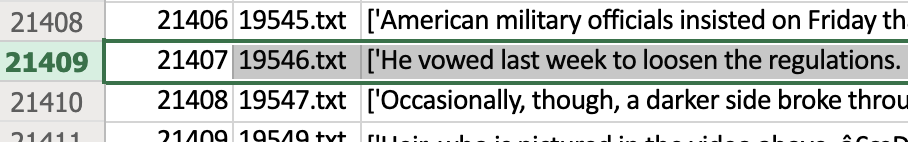 21408 21406 19545.txt ['American military officials insisted on Friday tha
21409 21407 19546.txt ['He vowed last week to loosen the regulations.
21410 21408 19547.txt ['Occasionally, though, a darker side broke throu
21411 21409 19549.txt ['Hair, who is pictured in the video above,